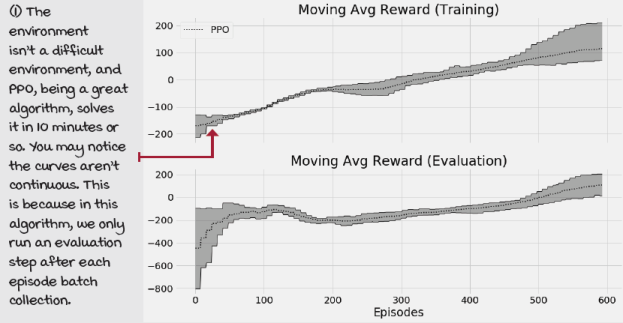 (1) The
environment
isn't a difficult
environment, and
PPO, being a great
algorithm, solves
it in 10 minutes or
so. You may notice
the curves aren't
continuous. This
is because in this
algorithm, we only
run an evaluation
step after each
episode batch
collection.
Moving Avg Reward (Training)
200
PPO
100
0
−100
−200
Moving Avg Reward (Evaluation)
200
0
−200
−400
−600
−800
0 100 200 300 400 500 600
Episodes